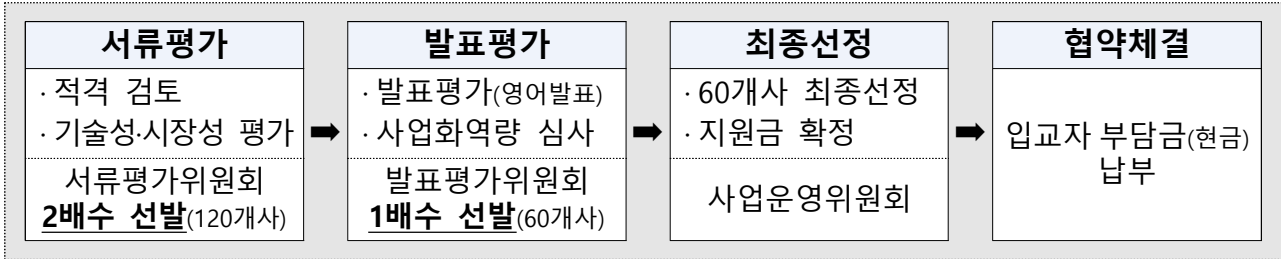 서류평가
· 적격 검토
· 기술성·시장성 평가
서류평가위원회
2배수 선발(120개사)
➡
발표평가
· 발표평가(영어발표)
· 사업화역량 심사
발표평가위원회
1배수 선발(60개사)
➡
최종선정
· 60개사 최종선정
· 지원금 확정
사업운영위원회
➡
협약체결
입교자 부담금(현금)
납부